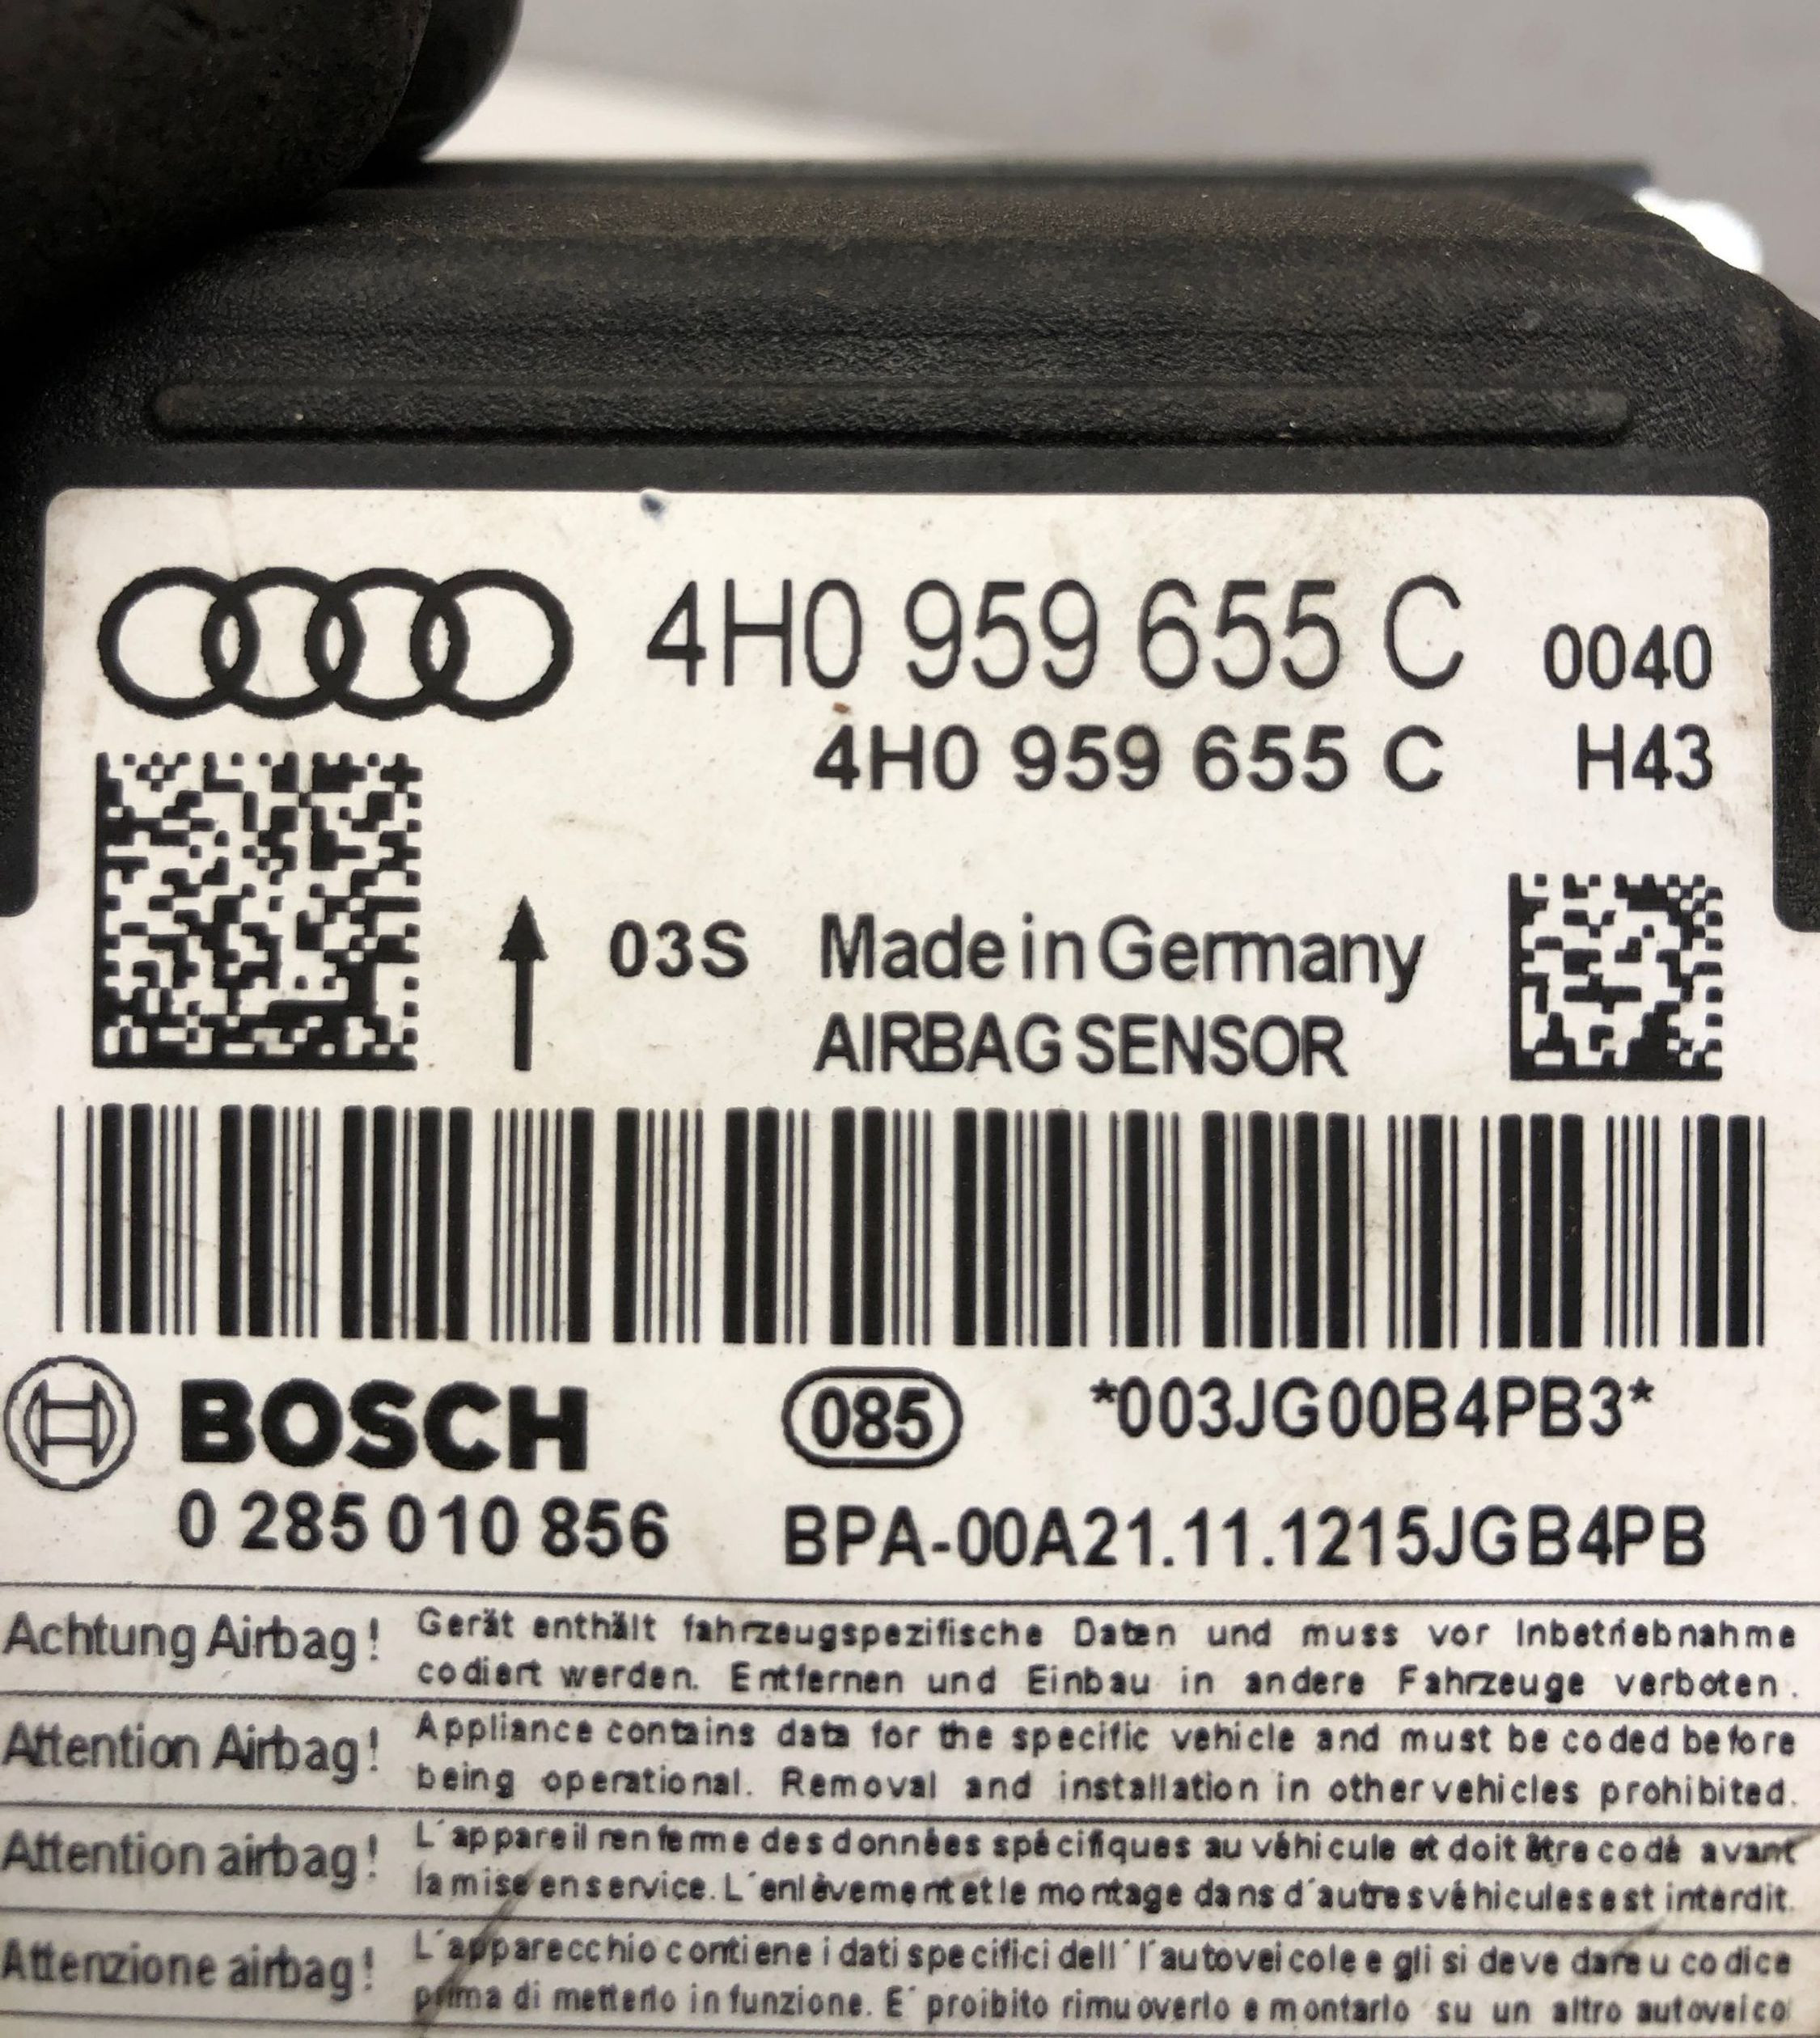 4H0 959 655 C 0040
4H0 959 655 C H43
03S Made in Germany
AIRBAG SENSOR
BOSCH 085 *003JG00B4PB3*
0 285 010 856 BPA-00A21.11.1215JGB4PB
Achtung Airbag! Gerät enthält fahrzeugspezifische Daten und muss vor Inbetriebnahme
codiert werden. Entfernen und Einbau in andere Fahrzeuge verboten.
Attention Airbag! Appliance contains data for the specific vehicle and must be coded before
being operational. Removal and installation in other vehicles prohibited.
Attention airbag! L´appareil renferme des données spécifiques au véhicule et doit être codé avant
la mise en service. L´enlèvement et le montage dans d´autres véhicules est interdit.
Attenzione airbag! L´apparecchio contiene i dati specifici dell´ l´autoveicole e gli si deve dare u codice
prima di metterlo in funzione. E´ proibito rimuoverlo e montarlo su un altro autoveico